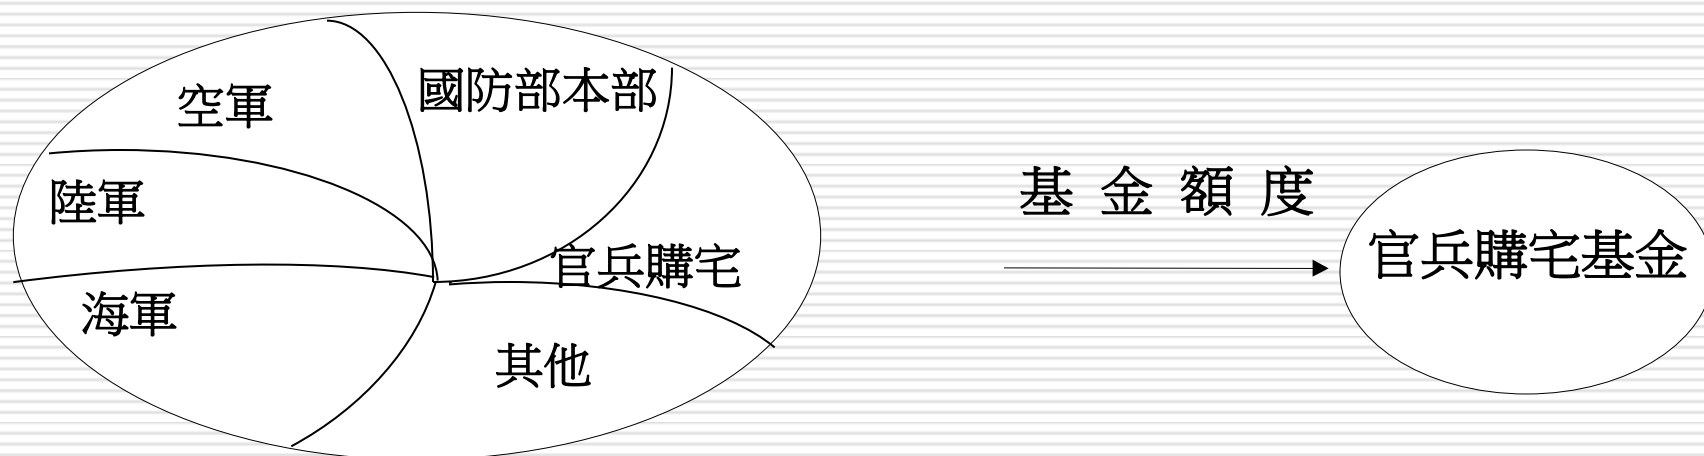 國防部本部
空軍
陸軍
基金額度
官兵購宅基金
官兵購宅
海軍
其他